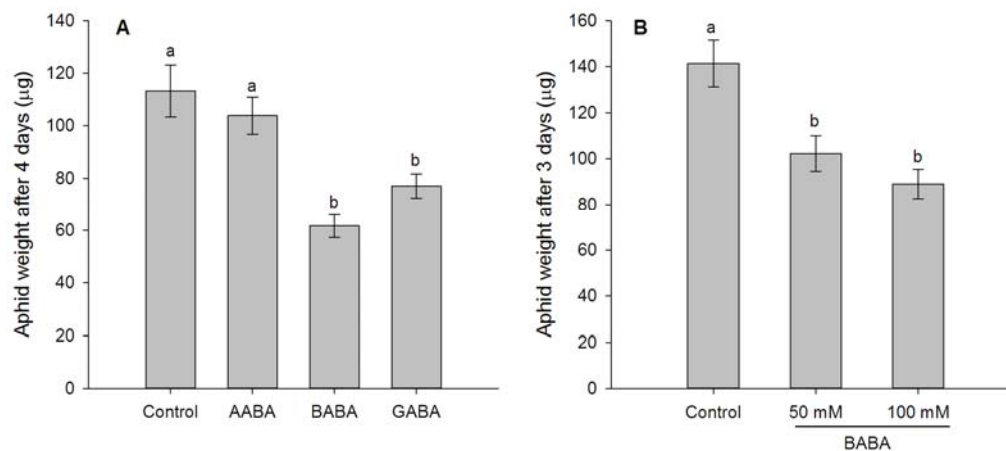 A
Aphid weight after 4 days (µg)
140
120
100
80
60
40
20
0
a
a
b
b
Control AABA BABA GABA
B
Aphid weight after 3 days (µg)
160
140
120
100
80
60
40
20
0
a
b
b
Control 50 mM 100 mM
BABA